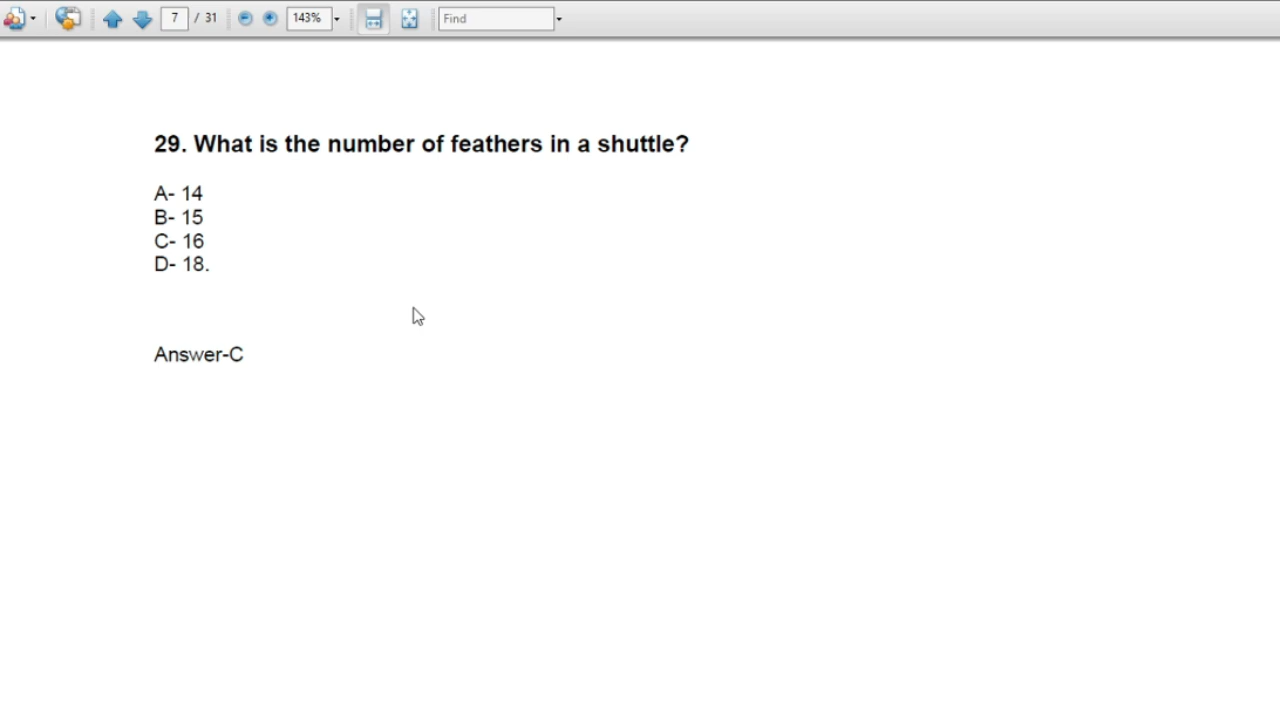 7 / 31 143% Find
29. What is the number of feathers in a shuttle?
A- 14
B- 15
C- 16
D- 18.
Answer-C